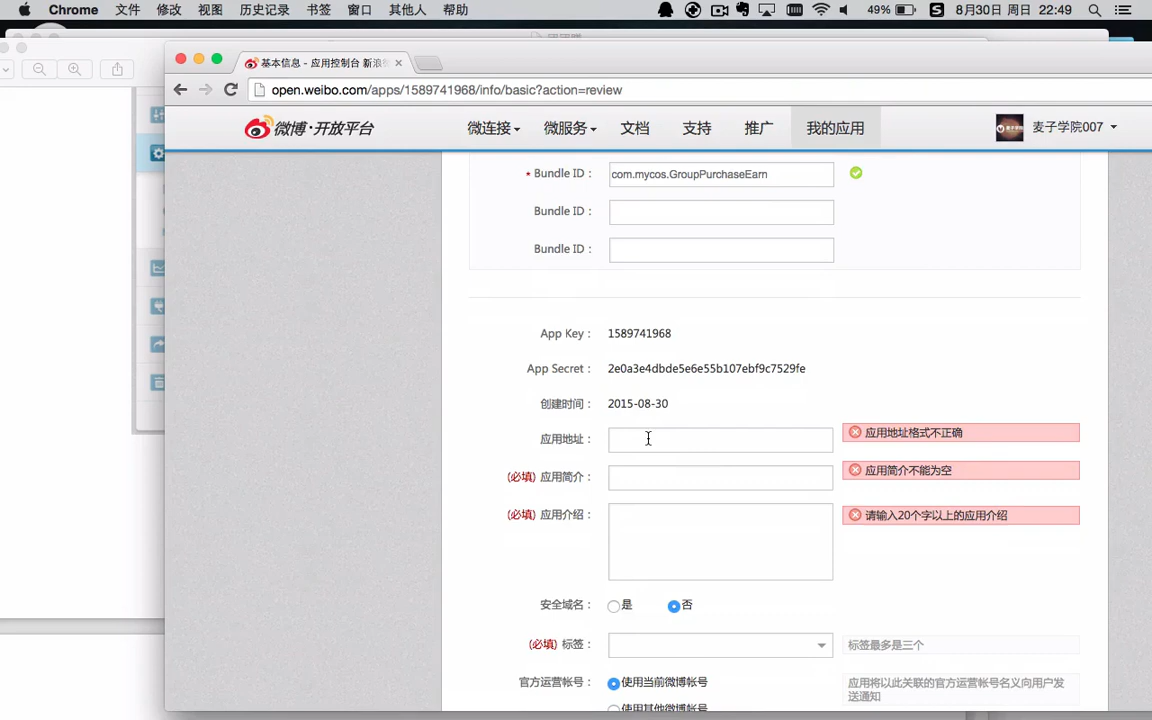 Chrome 文件 修改 视图 历史记录 书签 窗口 其他人 帮助 49% 8月30日 周日 22:49
基本信息 - 应用控制台 新浪
open.weibo.com/apps/1589741968/info/basic?action=review
微博·开放平台 微连接 微服务 文档 支持 推广 我的应用 麦子学院007
* Bundle ID： com.mycos.GroupPurchaseEarn
Bundle ID：
Bundle ID：
App Key： 1589741968
App Secret： 2e0a3e4dbde5e6e55b107ebf9c7529fe
创建时间： 2015-08-30
应用地址： 应用地址格式不正确
(必填) 应用简介： 应用简介不能为空
(必填) 应用介绍： 请输入20个字以上的应用介绍
安全域名： 是 否
(必填) 标签： 标签最多是三个
官方运营帐号： 使用当前微博帐号 应用将以此关联的官方运营帐号名义向用户发
送通知
使用其他微博帐号